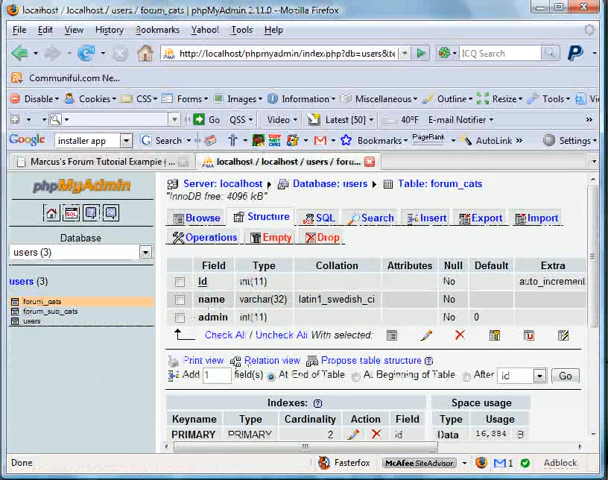 localhost / localhost / users / forum_cats | phpMyAdmin 2.11.0 - Mozilla Firefox
File Edit View History Bookmarks Yahoo! Tools Help
http://localhost/phpmyadmin/index.php?db=users&t ICQ Search
Communiful.com Ne...
Disable Cookies CSS Forms Images Information Miscellaneous Outline Resize Tools Vi
Go QSS Video Latest [50] 40°F E-mail Notifier
Google installer app Search PageRank Bookmarks AutoLink Settings
Marcus's Forum Tutorial Example localhost / localhost / users / foru...
phpMyAdmin
Server: localhost Database: users Table: forum_cats
"InnoDB free: 4096 kB"
SQL
Browse Structure SQL Search Insert Export Import
Operations Empty Drop
Database
users (3)
users (3)
forum_cats
forum_sub_cats
users
Field Type Collation Attributes Null Default Extra
id int(11) No auto_increment
name varchar(32) latin1_swedish_ci No
admin int(11) No 0
Check All / Uncheck All With selected:
Print view Relation view Propose table structure
Add 1 field(s) At End of Table At Beginning of Table After id Go
Indexes: Space usage
Keyname Type Cardinality Action Field Type Usage
PRIMARY PRIMARY 2 id Data 16,384 B
Done Fasterfox McAfee SiteAdvisor 1 Adblock